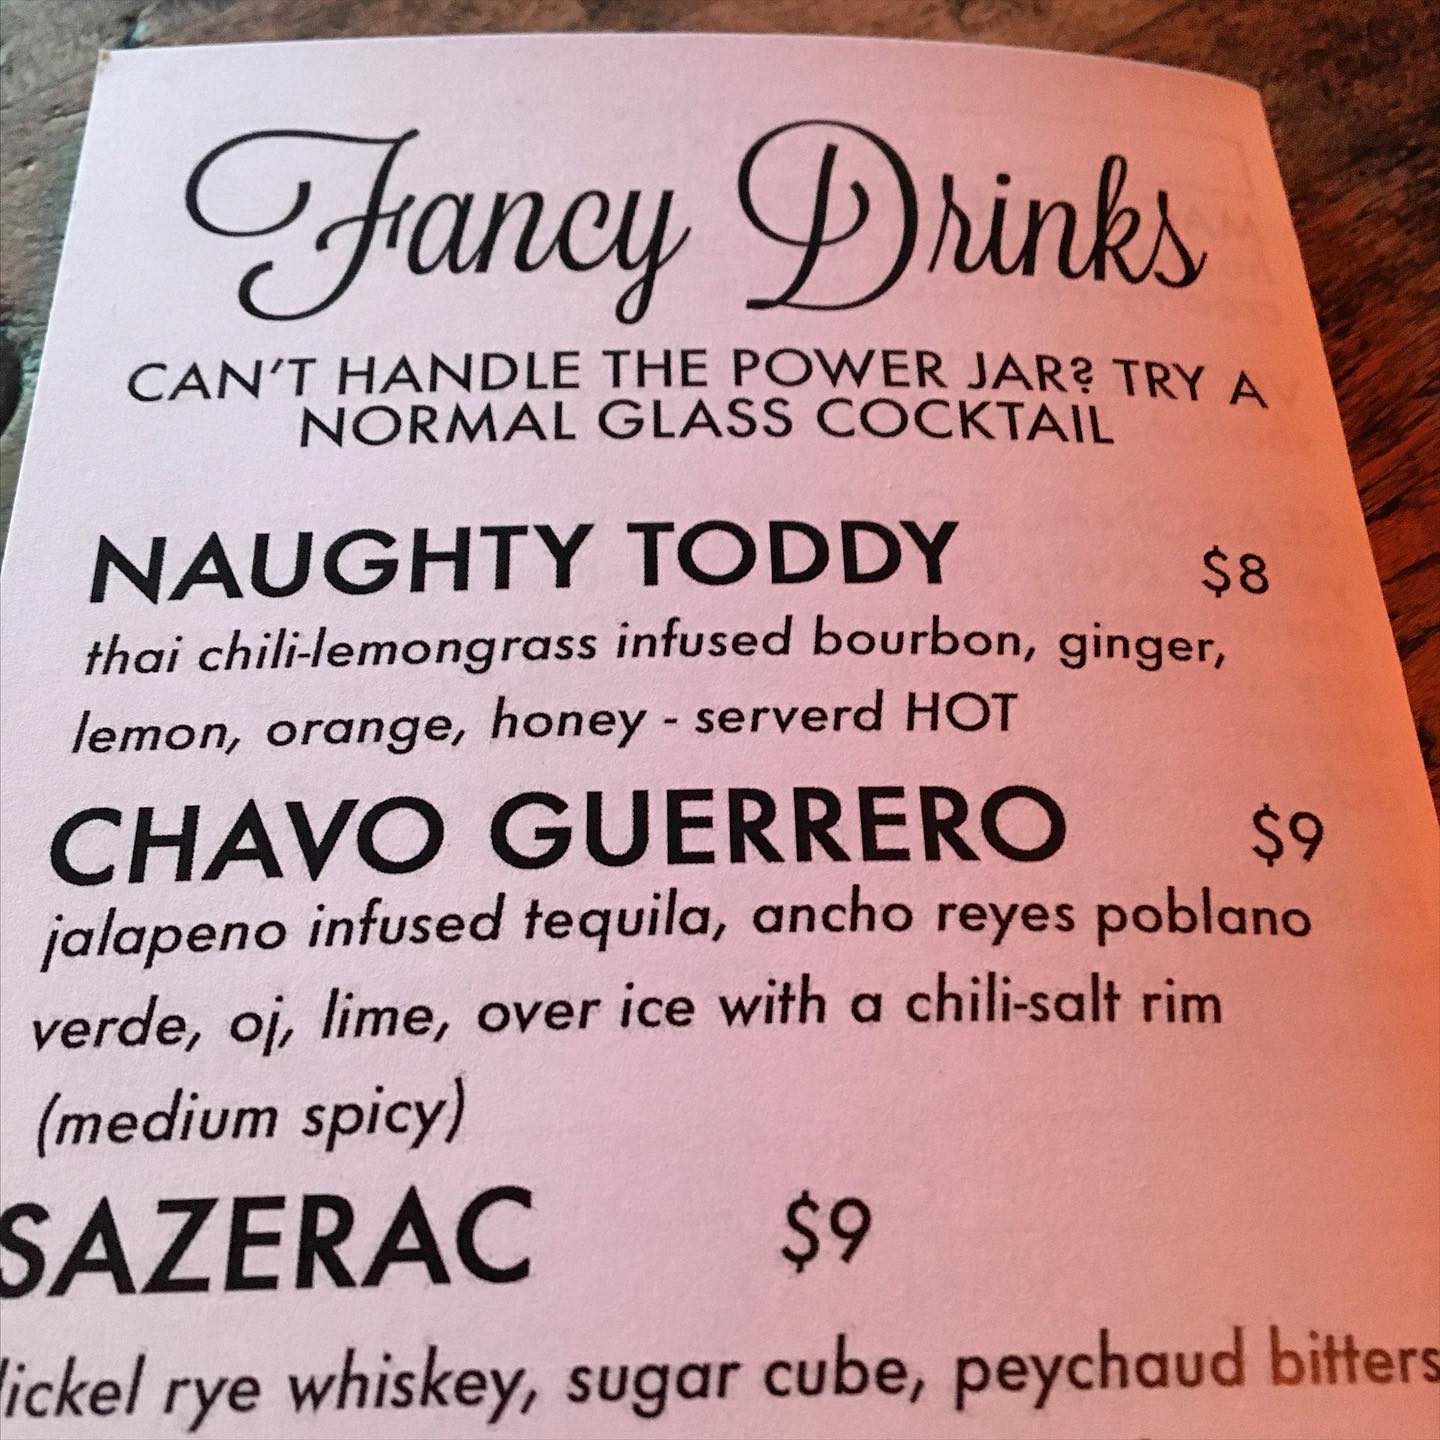 Fancy Drinks
CAN'T HANDLE THE POWER JAR? TRY A
NORMAL GLASS COCKTAIL
NAUGHTY TODDY $8
thai chili-lemongrass infused bourbon, ginger,
lemon, orange, honey - serverd HOT
CHAVO GUERRERO $9
jalapeno infused tequila, ancho reyes poblano
verde, oj, lime, over ice with a chili-salt rim
(medium spicy)
SAZERAC $9
rye whiskey, sugar cube, peychaud bitters